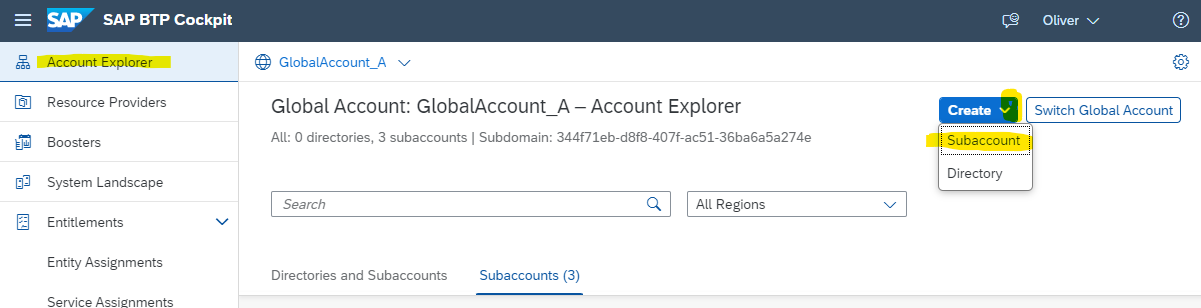 SAP SAP BTP Cockpit Oliver
Account Explorer
GlobalAccount_A
Resource Providers
Global Account: GlobalAccount_A – Account Explorer
Create Switch Global Account
All: 0 directories, 3 subaccounts | Subdomain: 344f71eb-d8f8-407f-ac51-36ba6a5a274e
Boosters
Subaccount
Directory
System Landscape
Search
All Regions
Entitlements
Entity Assignments
Directories and Subaccounts Subaccounts (3)
Service Assignments